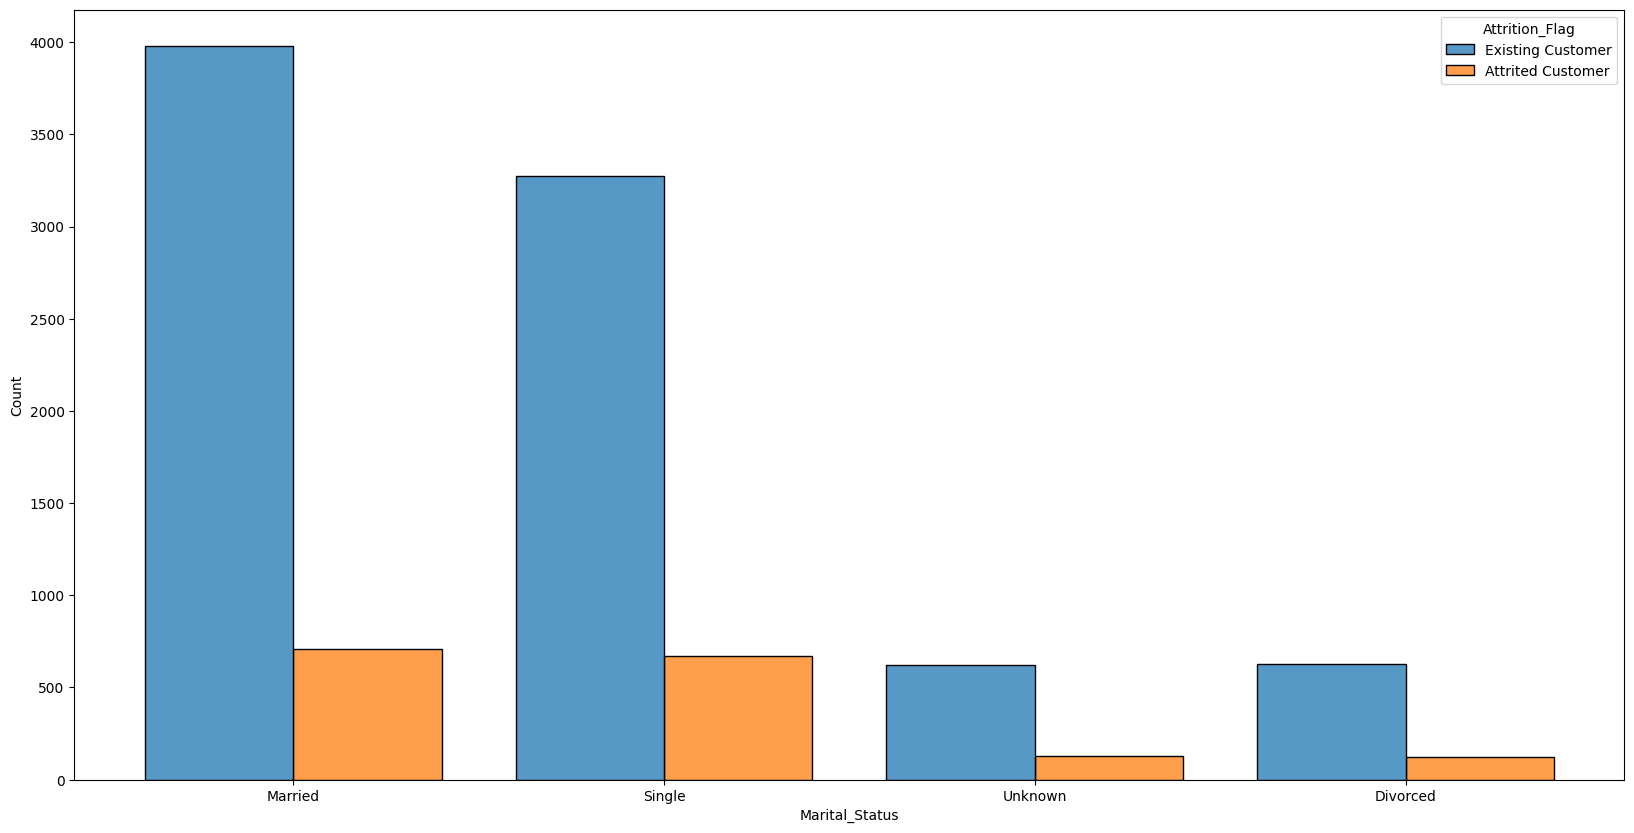 Attrition_Flag
Existing Customer
Attrited Customer
4000
3500
3000
2500
2000
1500
1000
500
0
Count
Married Single Unknown Divorced
Marital_Status